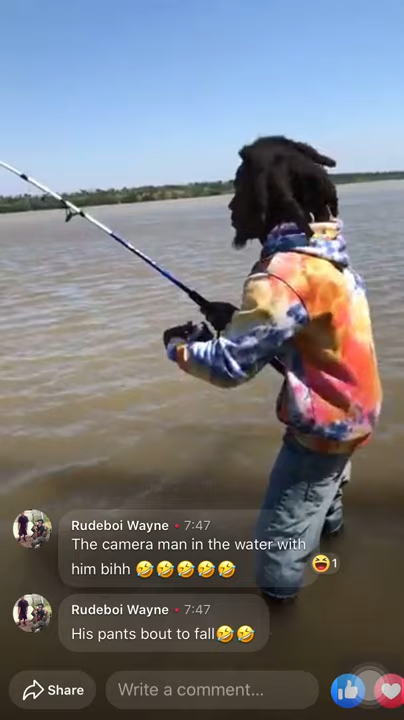 Rudeboi Wayne • 7:47
The camera man in the water with
him bihh 🤣🤣🤣🤣🤣
😆1
Rudeboi Wayne • 7:47
His pants bout to fall🤣🤣
Share
Write a comment...